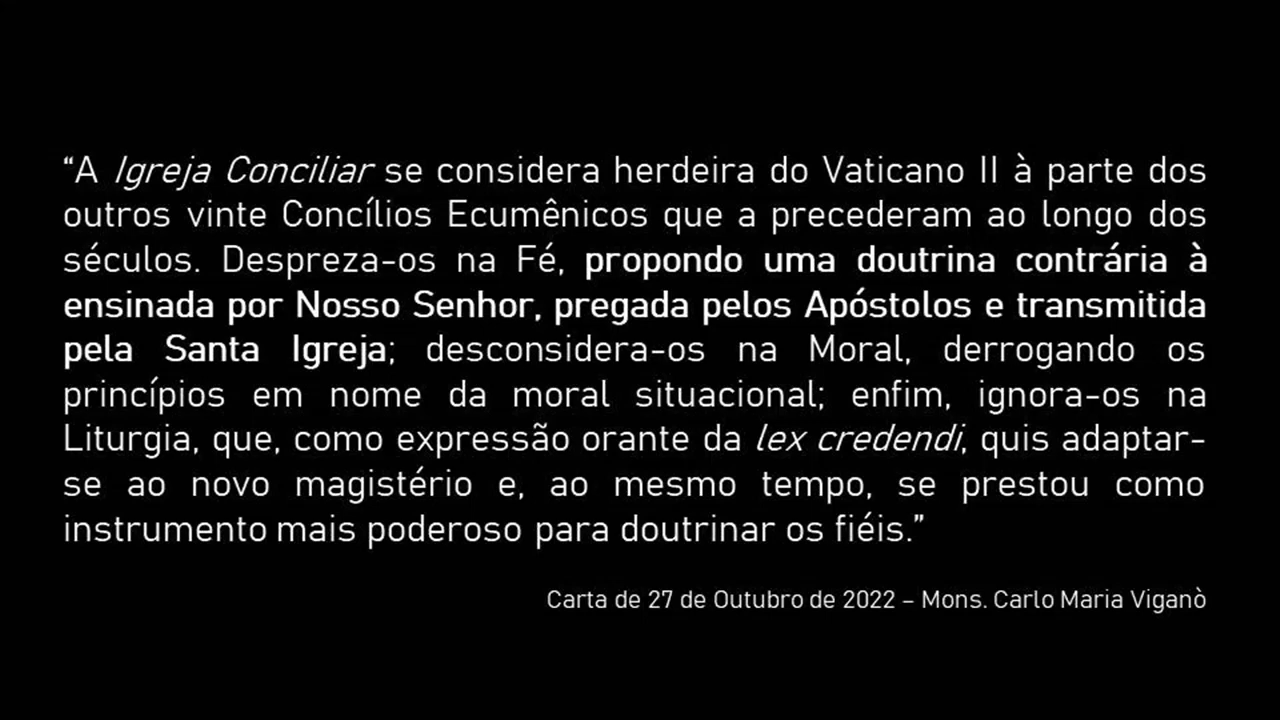 “A Igreja Conciliar se considera herdeira do Vaticano II à parte dos
outros vinte Concílios Ecumênicos que a precederam ao longo dos
séculos. Despreza-os na Fé, propondo uma doutrina contrária à
ensinada por Nosso Senhor, pregada pelos Apóstolos e transmitida
pela Santa Igreja; desconsidera-os na Moral, derrogando os
princípios em nome da moral situacional; enfim, ignora-os na
Liturgia, que, como expressão orante da lex credendi, quis adaptar-
se ao novo magistério e, ao mesmo tempo, se prestou como
instrumento mais poderoso para doutrinar os fiéis.”
Carta de 27 de Outubro de 2022 – Mons. Carlo Maria Viganò